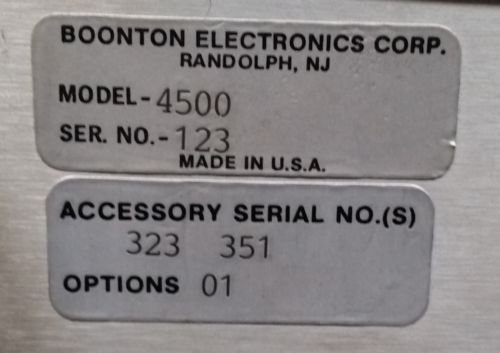 BOONTON ELECTRONICS CORP.
RANDOLPH, NJ
MODEL-4500
SER. NO.-123
MADE IN U.S.A.
ACCESSORY SERIAL NO.(S)
323 351
OPTIONS 01